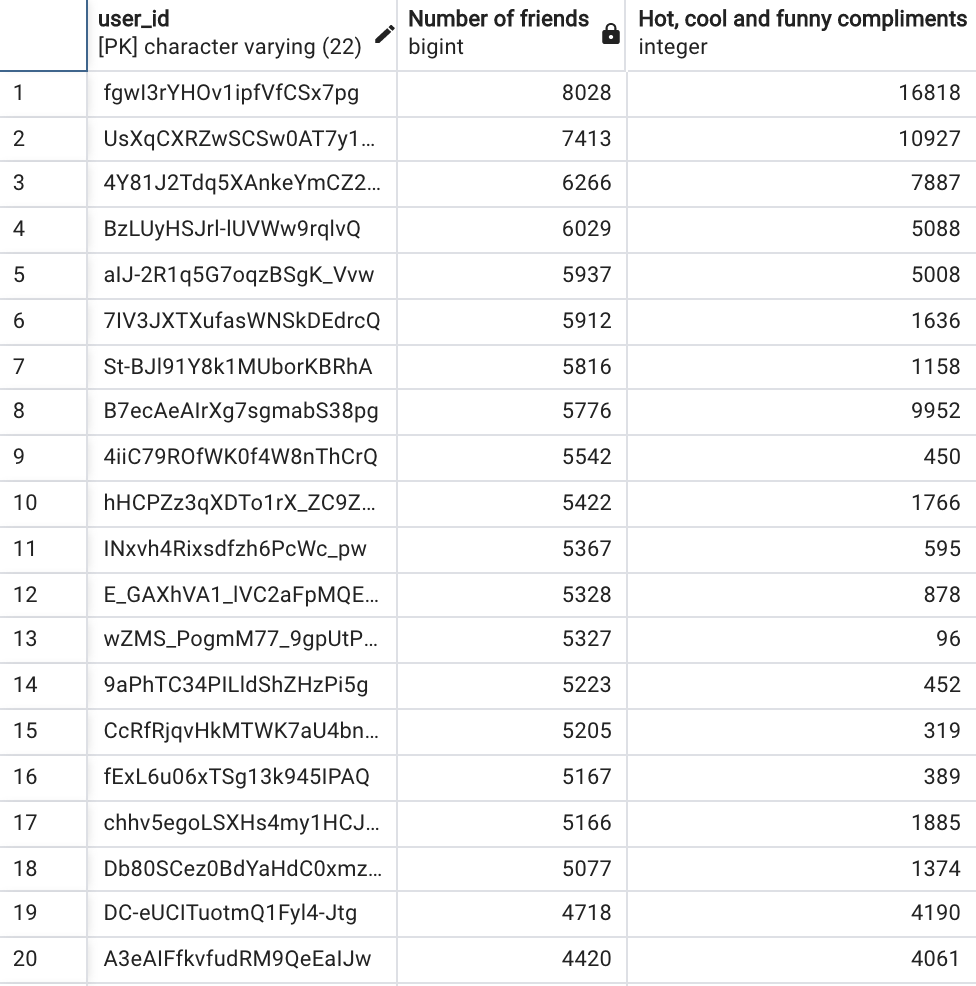 user_id Number of friends Hot, cool and funny compliments
[PK] character varying (22) bigint integer
1 fgwI3rYHOv1ipfVfCSx7pg 8028 16818
2 UsXqCXRZwSCSw0AT7y1... 7413 10927
3 4Y81J2Tdq5XAnkeYmCZ2... 6266 7887
4 BzLUyHSJrl-lUVWw9rqlvQ 6029 5088
5 aIJ-2R1q5G7oqzBSgK_Vvw 5937 5008
6 7IV3JXTXufasWNSkDEdrcQ 5912 1636
7 St-BJl91Y8k1MUborKBRhA 5816 1158
8 B7ecAeAIrXg7sgmabS38pg 5776 9952
9 4iiC79ROfWK0f4W8nThCrQ 5542 450
10 hHCPZz3qXDTo1rX_ZC9Z... 5422 1766
11 INxvh4Rixsdfzh6PcWc_pw 5367 595
12 E_GAXhVA1_lVC2aFpMQE... 5328 878
13 wZMS_PogmM77_9gpUtP... 5327 96
14 9aPhTC34PILldShZHzPi5g 5223 452
15 CcRfRjqvHkMTWK7aU4bn... 5205 319
16 fExL6u06xTSg13k945IPAQ 5167 389
17 chhv5egoLSXHs4my1HCJ... 5166 1885
18 Db80SCez0BdYaHdC0xmz... 5077 1374
19 DC-eUCITuotmQ1Fyl4-Jtg 4718 4190
20 A3eAIFfkvfudRM9QeEaIJw 4420 4061